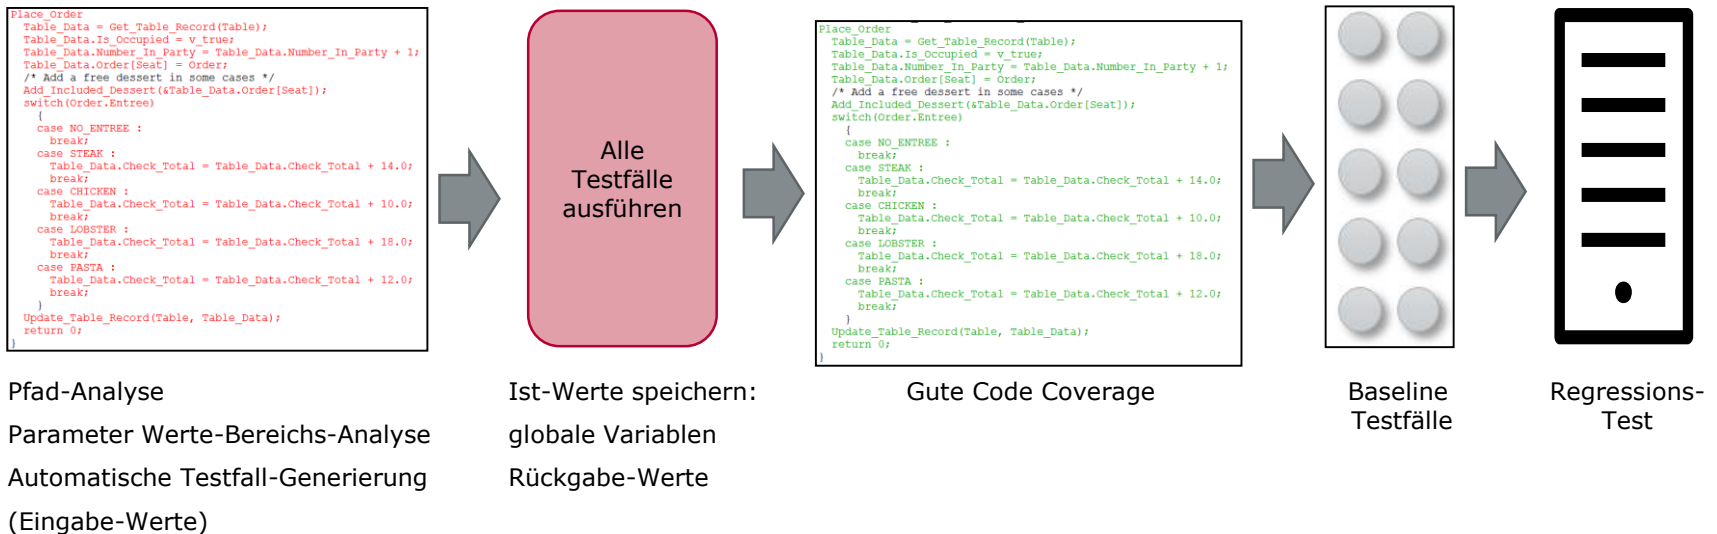 Place_Order
Table_Data = Get_Table_Record(Table);
Table_Data.Is_Occupied = v_true;
Table_Data.Number_In_Party = Table_Data.Number_In_Party + 1;
Table_Data.Order[Seat] = Order;
/* Add a free dessert in some cases */
Add_Included_Dessert(&Table_Data.Order[Seat]);
switch(Order.Entree)
{
case NO_ENTREE :
break;
case STEAK :
Table_Data.Check_Total = Table_Data.Check_Total + 14.0;
break;
case CHICKEN :
Table_Data.Check_Total = Table_Data.Check_Total + 10.0;
break;
case LOBSTER :
Table_Data.Check_Total = Table_Data.Check_Total + 18.0;
break;
case PASTA :
Table_Data.Check_Total = Table_Data.Check_Total + 12.0;
break;
}
Update_Table_Record(Table, Table_Data);
return 0;
}
Pfad-Analyse
Parameter Werte-Bereichs-Analyse
Automatische Testfall-Generierung
(Eingabe-Werte)
Alle
Testfälle
ausführen
Ist-Werte speichern:
globale Variablen
Rückgabe-Werte
Place_Order
Table_Data = Get_Table_Record(Table);
Table_Data.Is_Occupied = v_true;
Table_Data.Number_In_Party = Table_Data.Number_In_Party + 1;
Table_Data.Order[Seat] = Order;
/* Add a free dessert in some cases */
Add_Included_Dessert(&Table_Data.Order[Seat]);
switch(Order.Entree)
{
case NO_ENTREE :
break;
case STEAK :
Table_Data.Check_Total = Table_Data.Check_Total + 14.0;
break;
case CHICKEN :
Table_Data.Check_Total = Table_Data.Check_Total + 10.0;
break;
case LOBSTER :
Table_Data.Check_Total = Table_Data.Check_Total + 18.0;
break;
case PASTA :
Table_Data.Check_Total = Table_Data.Check_Total + 12.0;
break;
}
Update_Table_Record(Table, Table_Data);
return 0;
}
Gute Code Coverage
Baseline
Testfälle
Regressions-
Test